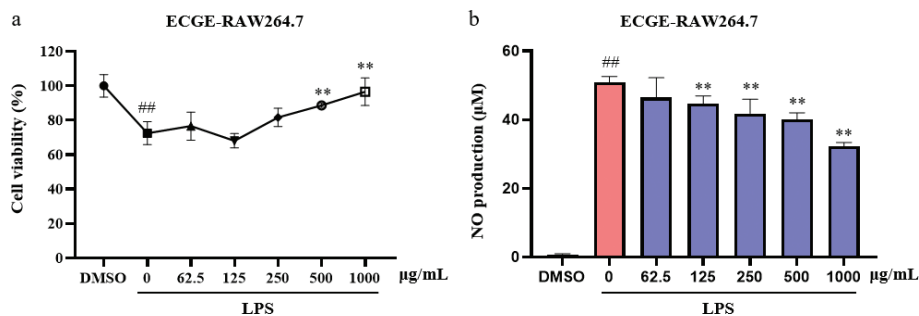 a
ECGE-RAW264.7
Cell viability (%)
120
100
80
60
40
20
0
##
**
**
DMSO 0 62.5 125 250 500 1000 μg/mL
LPS
b
ECGE-RAW264.7
NO production (μM)
60
40
20
0
##
**
**
**
**
DMSO 0 62.5 125 250 500 1000 μg/mL
LPS